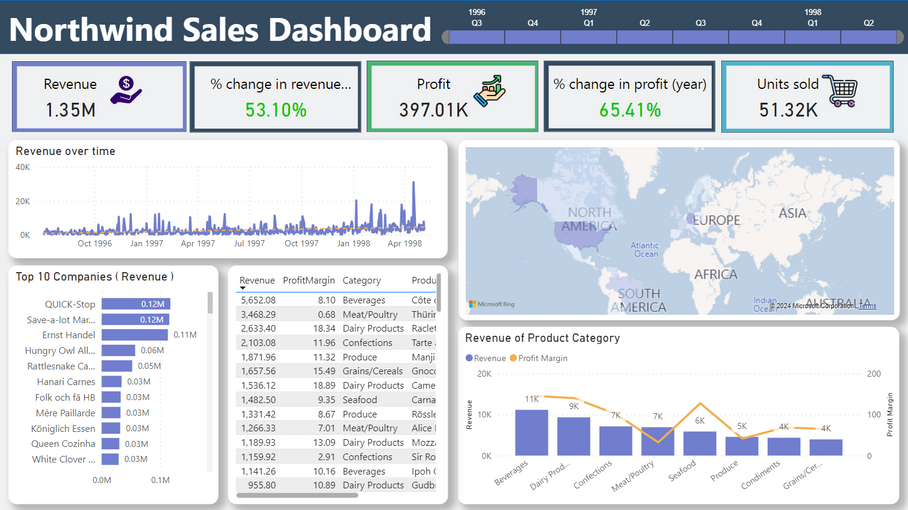 Northwind Sales Dashboard
1996 1997 1998
Q3 Q4 Q1 Q2 Q3 Q4 Q1 Q2
Revenue
1.35M
% change in revenue...
53.10%
Profit
397.01K
% change in profit (year)
65.41%
Units sold
51.32K
Revenue over time
40K
20K
0K
Oct 1996 Jan 1997 Apr 1997 Jul 1997 Oct 1997 Jan 1998 Apr 1998
NORTH AMERICA
EUROPE
ASIA
Atlantic Ocean
AFRICA
SOUTH AMERICA
Indian Ocean
AUSTRALIA
Microsoft Bing
© 2024 Microsoft Corporation Terms
Top 10 Companies ( Revenue )
QUICK-Stop 0.12M
Save-a-lot Mar... 0.12M
Ernst Handel 0.11M
Hungry Owl All... 0.06M
Rattlesnake Ca... 0.05M
Hanari Carnes 0.03M
Folk och fä HB 0.03M
Mère Paillarde 0.03M
Königlich Essen 0.03M
Queen Cozinha 0.03M
White Clover ... 0.03M
0.0M 0.1M
Revenue ProfitMargin Category Produ
5,652.08 8.10 Beverages Côte c
3,468.29 0.68 Meat/Poultry Thürin
2,633.40 18.34 Dairy Products Raclet
2,103.08 11.96 Confections Tarte
1,871.96 11.32 Produce Manji
1,657.56 15.49 Grains/Cereals Gnocc
1,536.12 18.89 Dairy Products Came
1,482.50 9.35 Seafood Carna
1,331.42 8.67 Produce Rössle
1,266.33 7.01 Meat/Poultry Alice
1,189.93 13.09 Dairy Products Mozza
1,159.92 2.91 Confections Sir Ro
1,141.26 10.16 Beverages Ipoh C
955.80 10.89 Dairy Products Gudb
Revenue of Product Category
Revenue Profit Margin
20K 200
10K 100
0K 0
Revenue
Profit Margin
11K 9K 7K 7K 6K 5K 4K 4K
Beverages Dairy Prod... Confections Meat/Poultry Seafood Produce Condiments Grains/Cer...